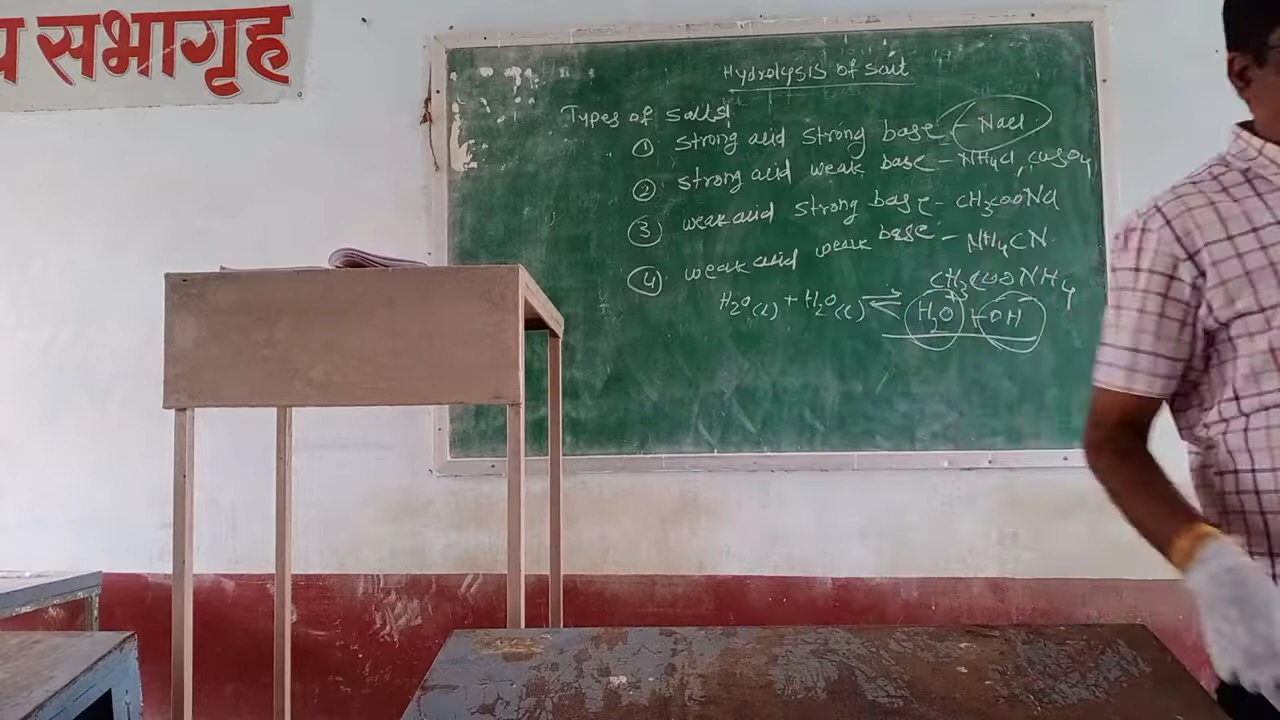 य सभागृह
Hydrolysis of salt
Types of salts
① Strong acid Strong base - NaCl
② Strong acid weak base - NH4Cl, CuSO4
③ weak acid strong base - CH3COONa
④ weak acid weak base - NH4CN
CH3COONH4
H2O(l) + H2O(l) ⇌ H3O + OH